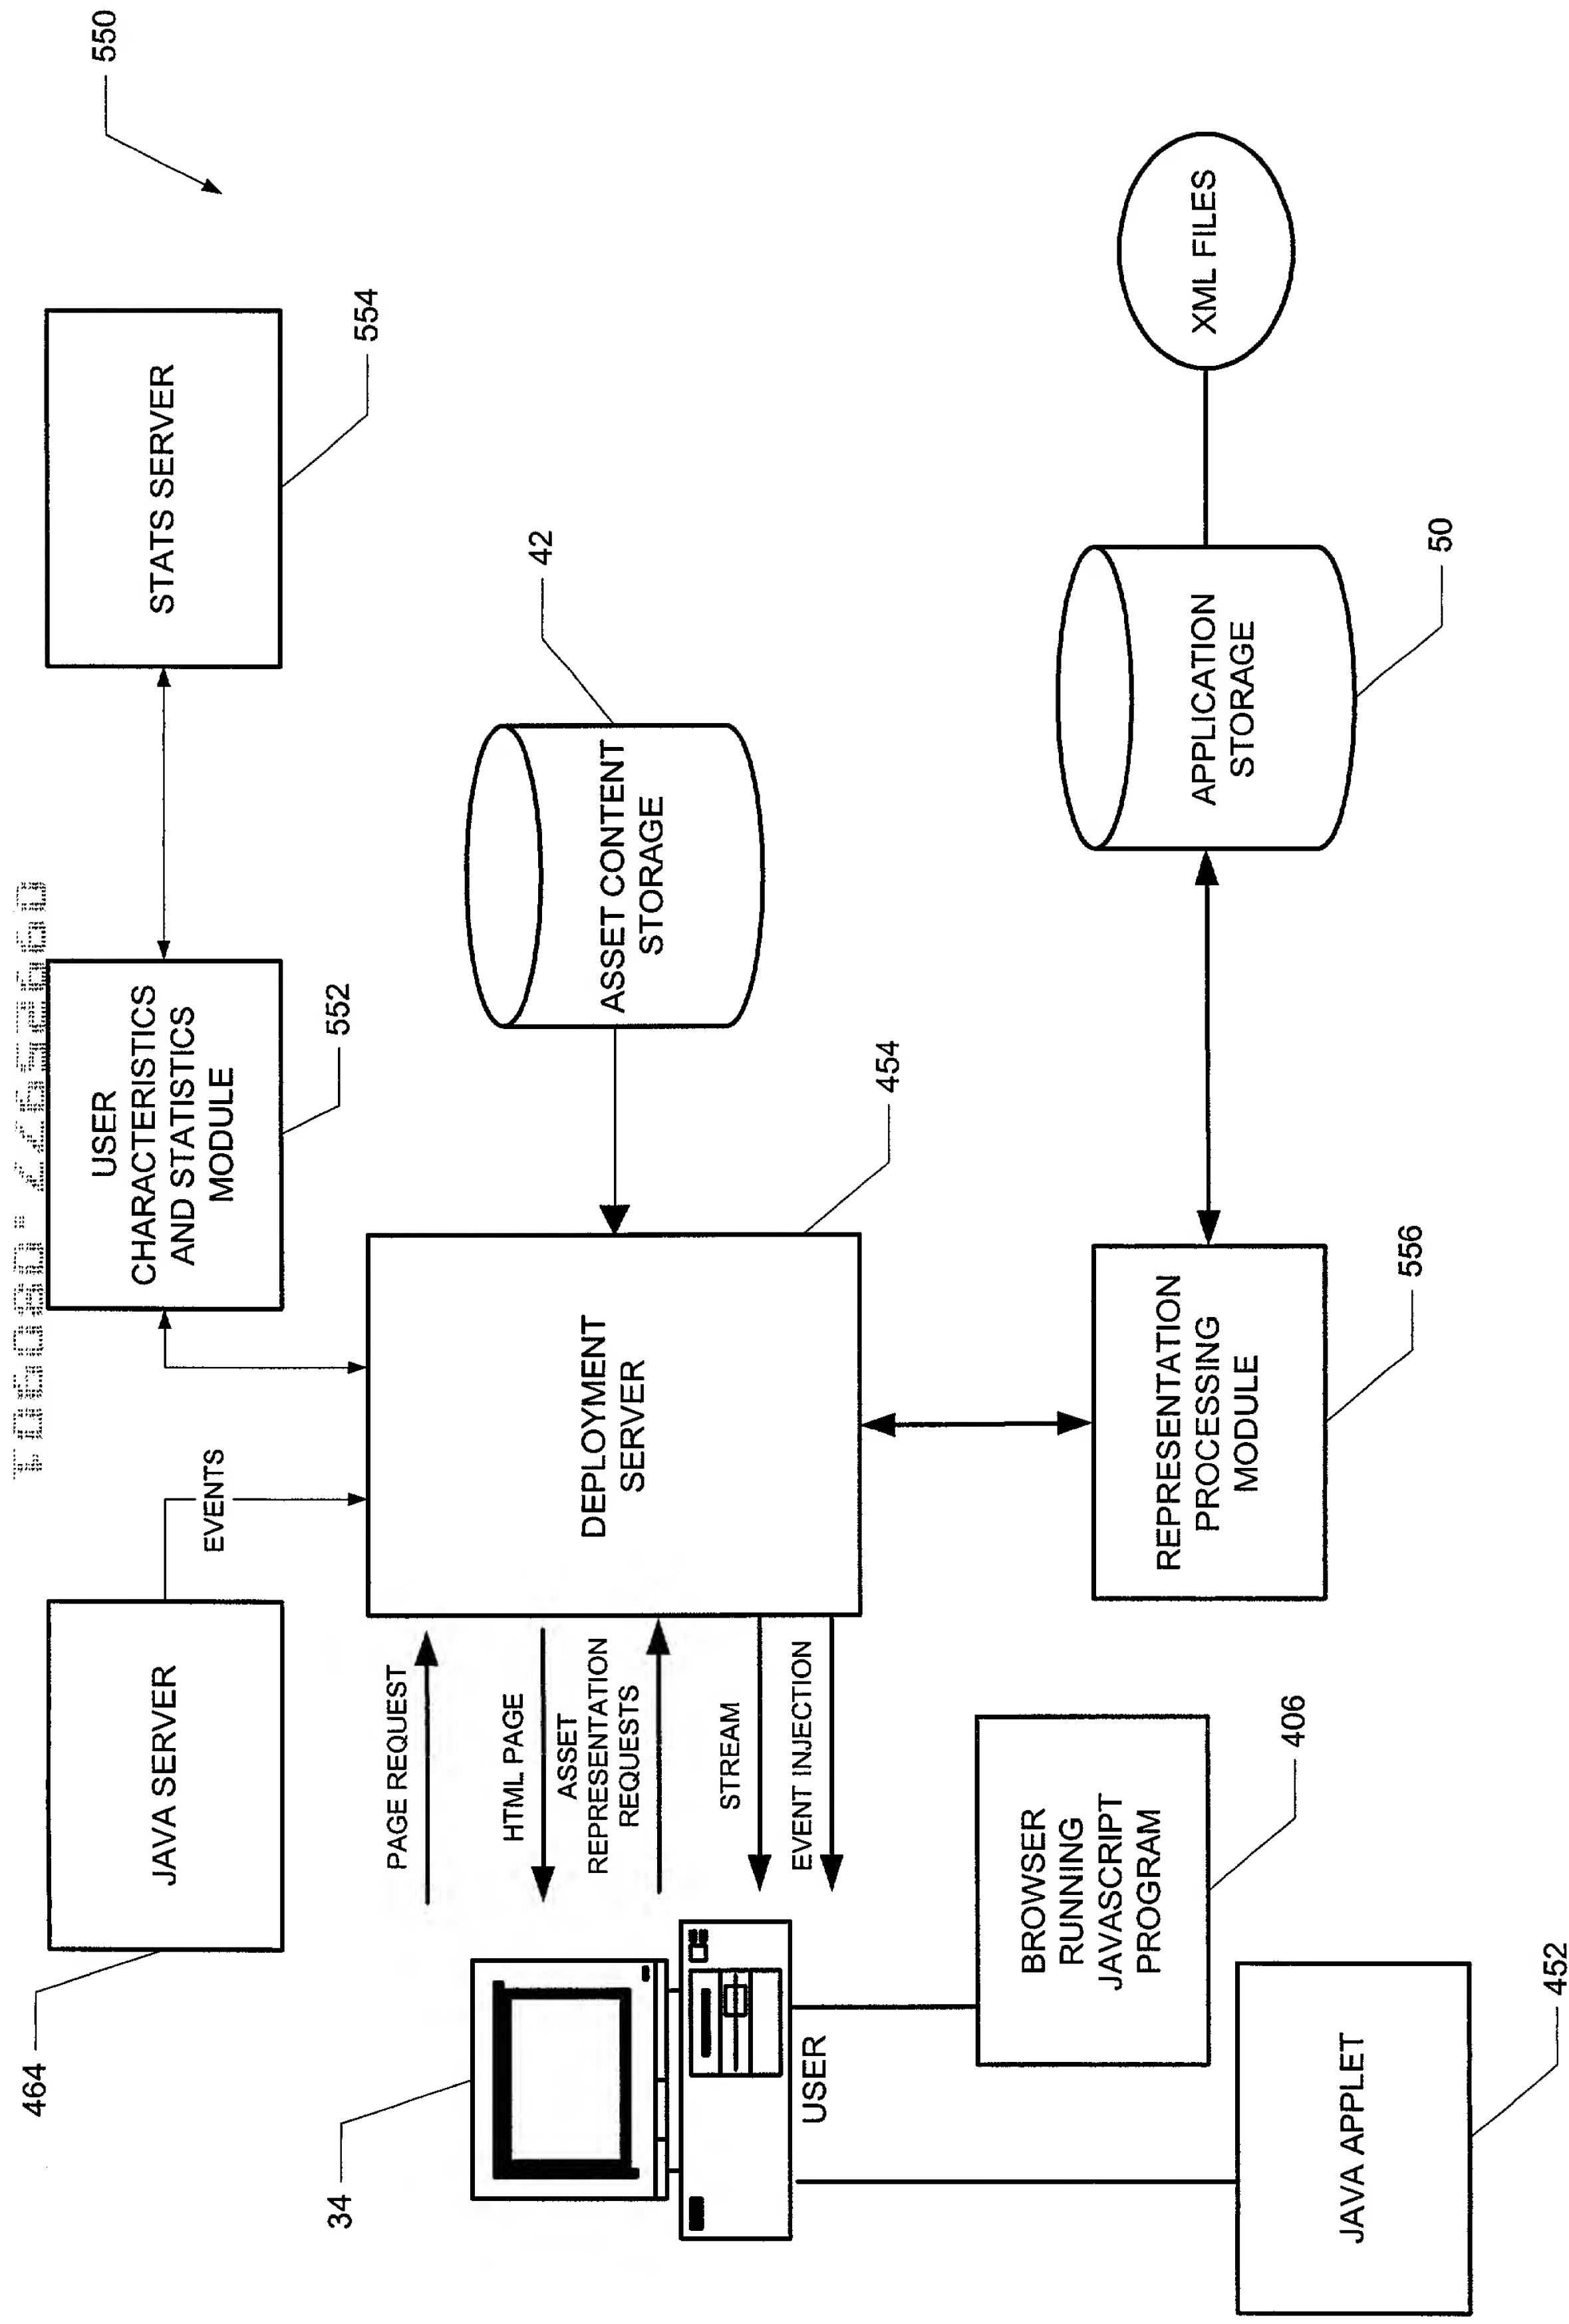 464
JAVA SERVER
EVENTS
USER
CHARACTERISTICS
AND STATISTICS
MODULE
552
STATS SERVER
554
550
34
USER
PAGE REQUEST
HTML PAGE
ASSET
REPRESENTATION
REQUESTS
STREAM
EVENT INJECTION
DEPLOYMENT
SERVER
454
ASSET CONTENT
STORAGE
42
BROWSER
RUNNING
JAVASCRIPT
PROGRAM
406
JAVA APPLET
452
REPRESENTATION
PROCESSING
MODULE
556
APPLICATION
STORAGE
50
XML FILES